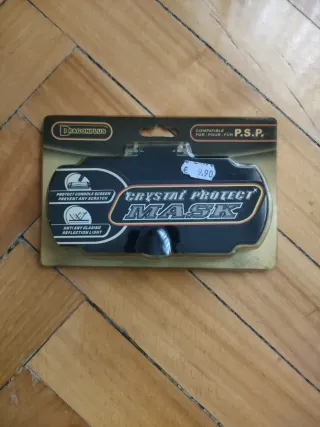 DRAGONPLUS
COMPATIBLE
FOR / POUR / FÜR
P.S.P.
€ 9.90
CRYSTAL PROTECT
MASK
PROTECT CONSOLE SCREEN
PREVENT ANY SCRATCH
ANTI ANY GLARING
REFLECTION LIGHT